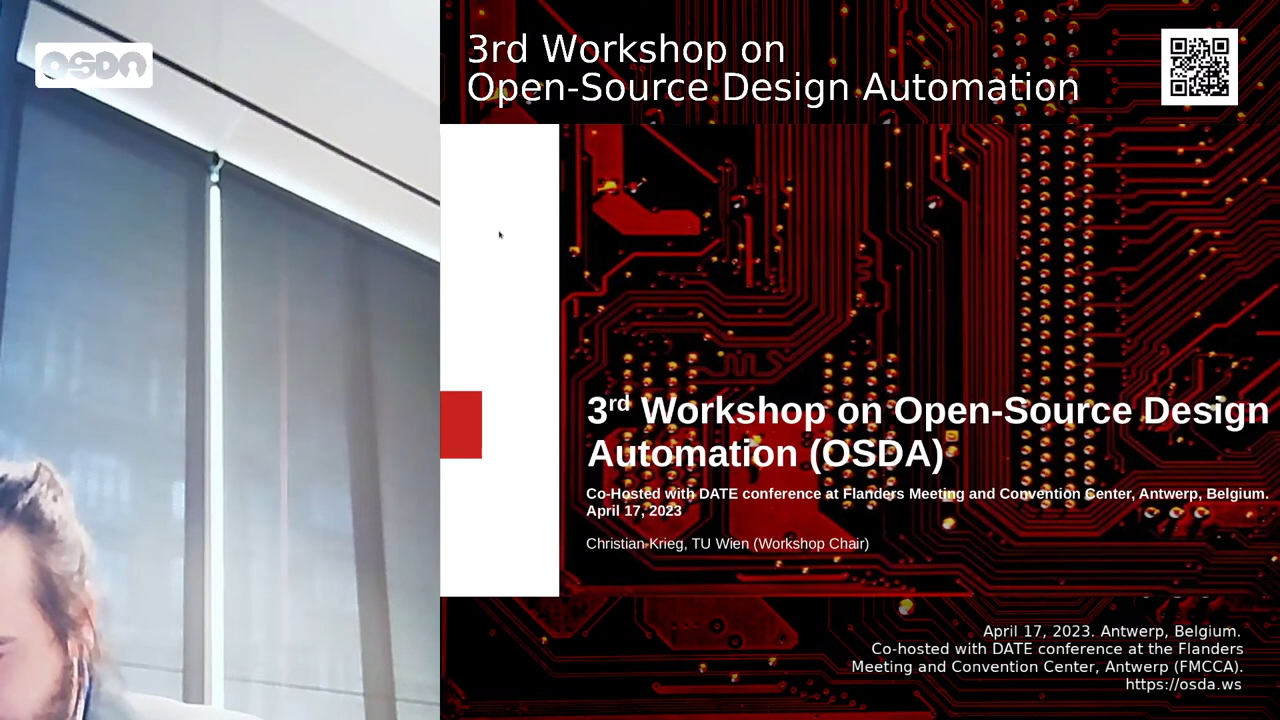 OSDA
3rd Workshop on
Open-Source Design Automation
3rd Workshop on Open-Source Design
Automation (OSDA)
Co-Hosted with DATE conference at Flanders Meeting and Convention Center, Antwerp, Belgium.
April 17, 2023
Christian Krieg, TU Wien (Workshop Chair)
April 17, 2023. Antwerp, Belgium.
Co-hosted with DATE conference at the Flanders
Meeting and Convention Center, Antwerp (FMCCA).
https://osda.ws